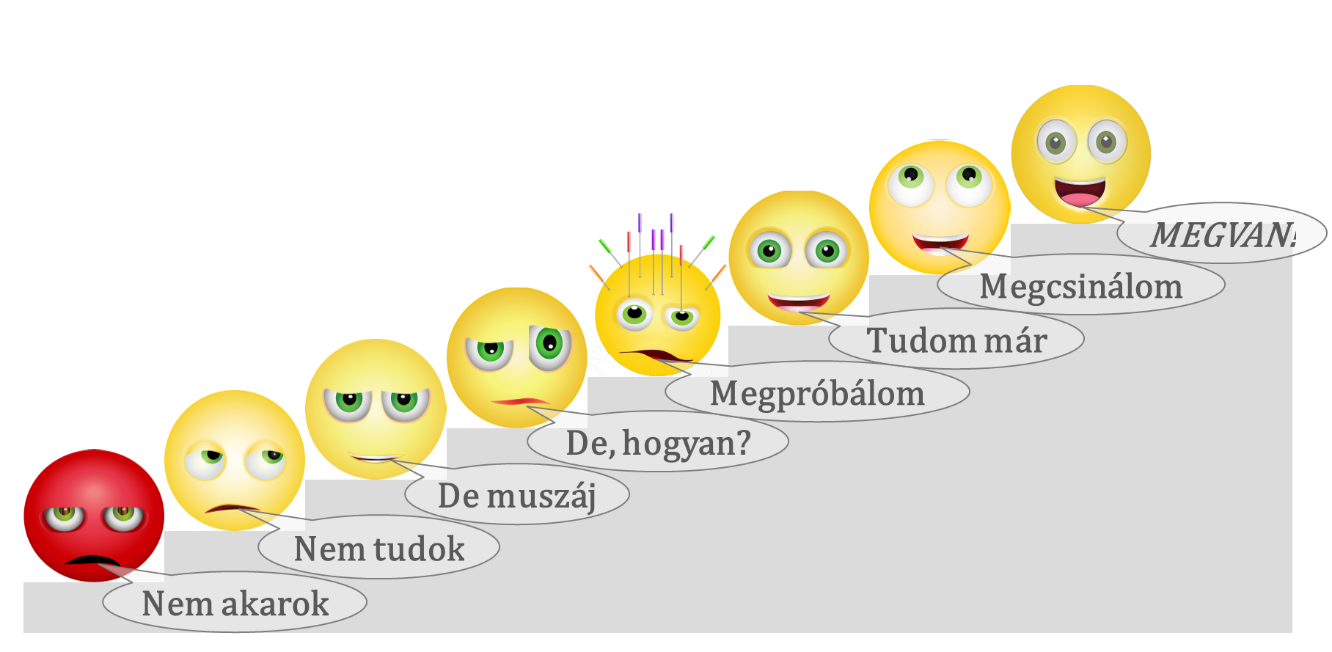 MEGVAN!
Megcsinálom
Tudom már
Megpróbálom
De, hogyan?
De muszáj
Nem tudok
Nem akarok